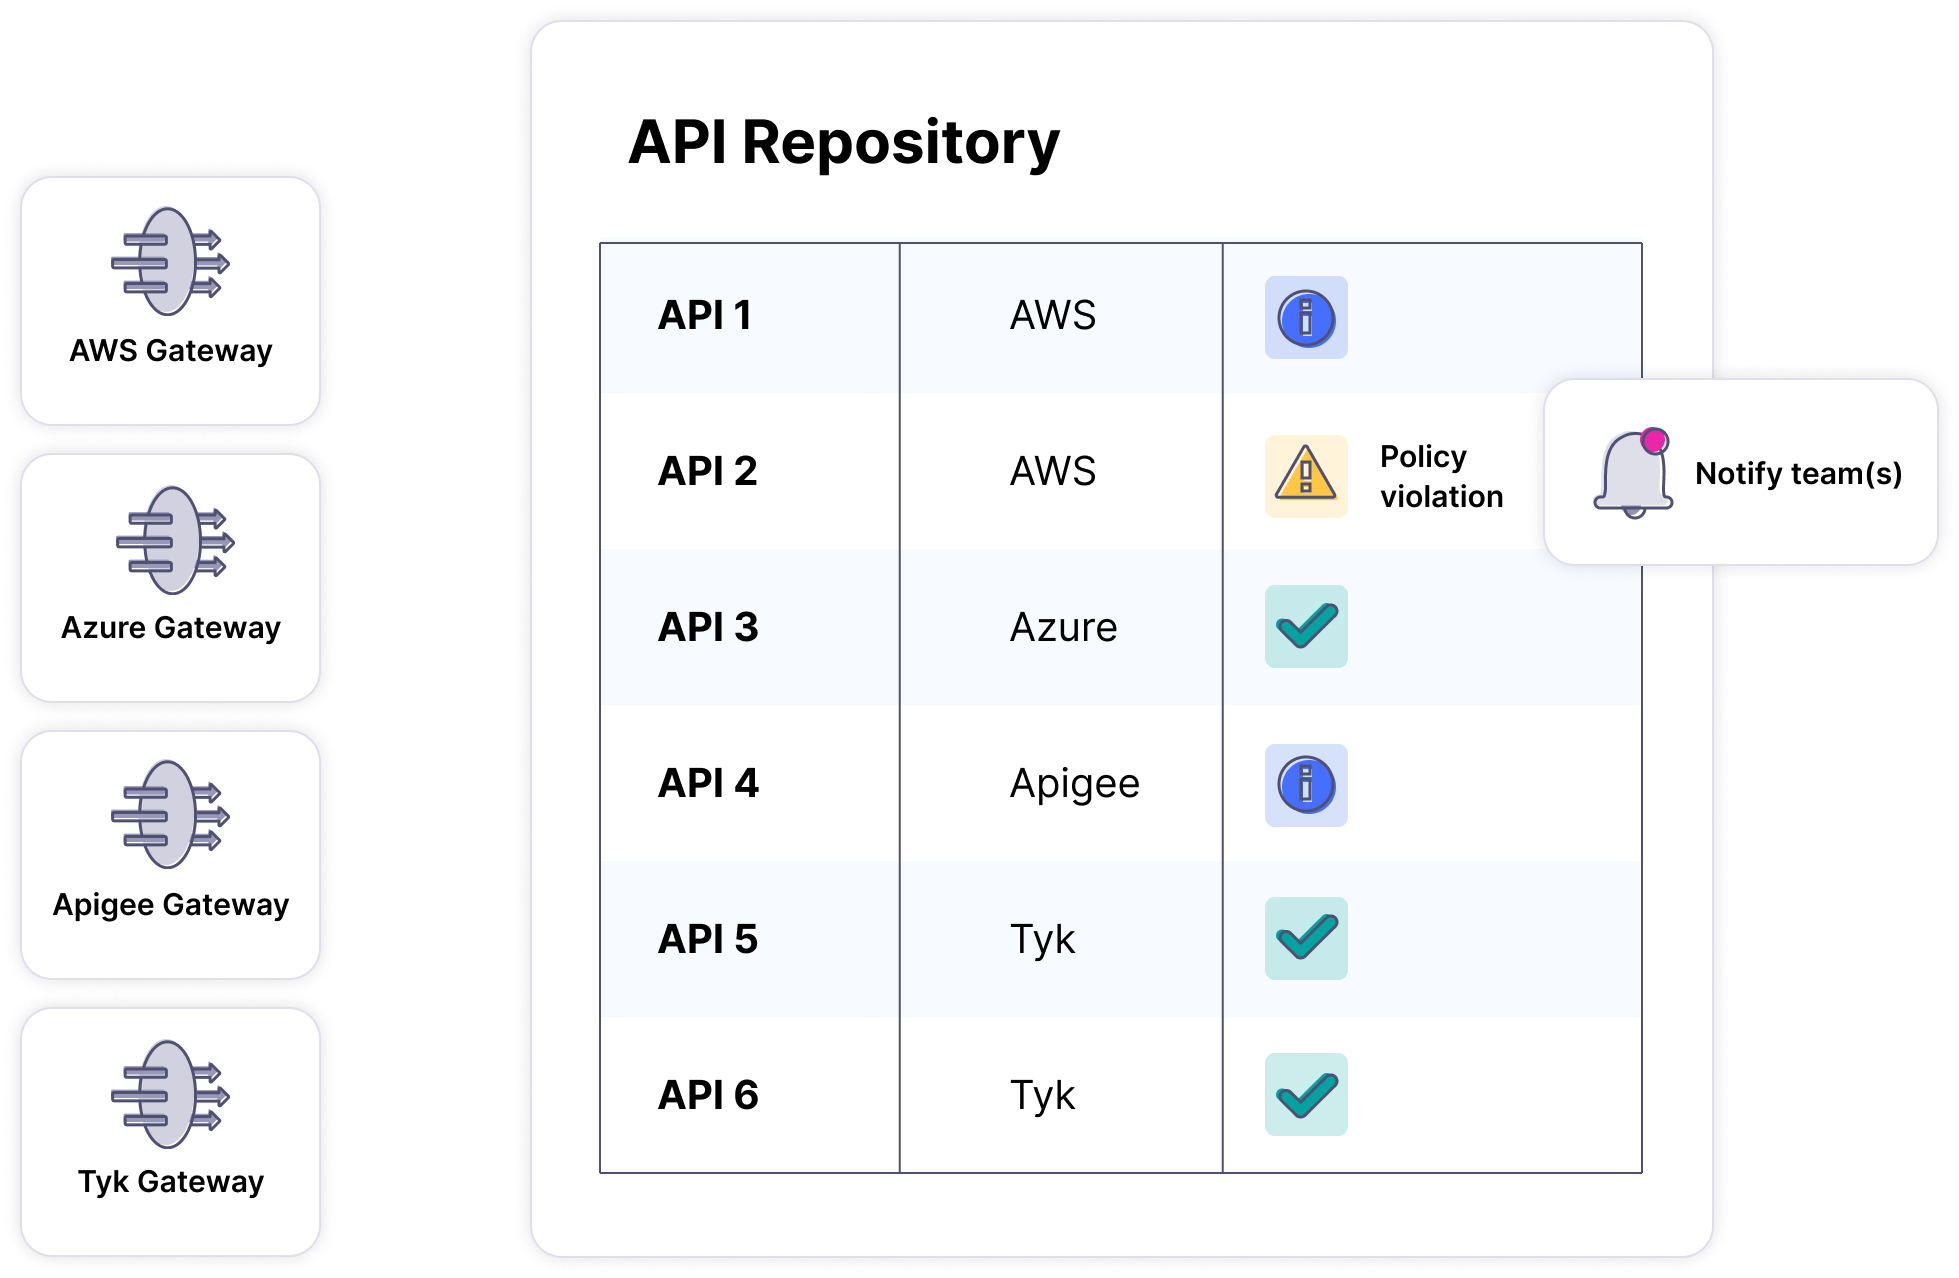 AWS Gateway
Azure Gateway
Apigee Gateway
Tyk Gateway
API Repository
API 1 AWS
API 2 AWS
Policy
violation
Notify team(s)
API 3 Azure
API 4 Apigee
API 5 Tyk
API 6 Tyk